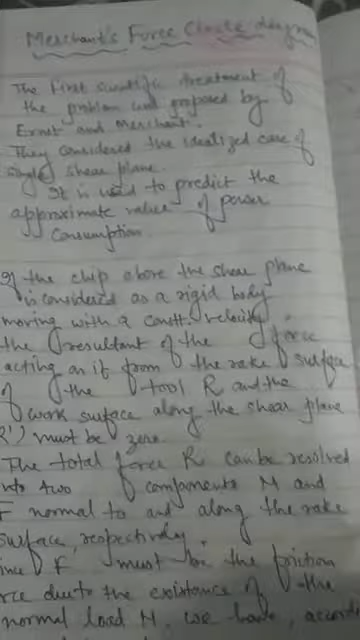 Merchant's Force Circle diagram
The first scientific treatment of
the problem was proposed by
Ernst and Merchant.
They considered the idealized case of
single shear plane.
It is used to predict the
approximate value of power
Consumption.
If the chip above the shear plane
is considered as a rigid body
moving with a constt. velocity
the resultant of the force
acting on it from the rake surface
of the tool R and the
work surface along the shear plane
R') must be zero
The total force R can be resolved
into two components N and
F normal to and along the rake
surface, respectively.
since F must be the friction
rce due to the existance of the
normal load N, we have,